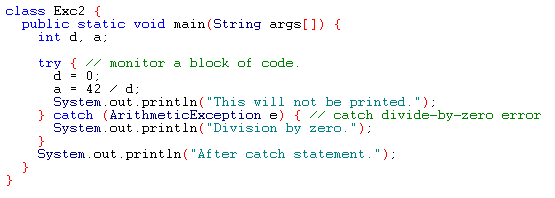 class Exc2 {
  public static void main(String args[]) {
    int d, a;

    try { // monitor a block of code.
      d = 0;
      a = 42 / d;
      System.out.println("This will not be printed.");
    } catch (ArithmeticException e) { // catch divide-by-zero error
      System.out.println("Division by zero.");
    }
    System.out.println("After catch statement.");
  }
}